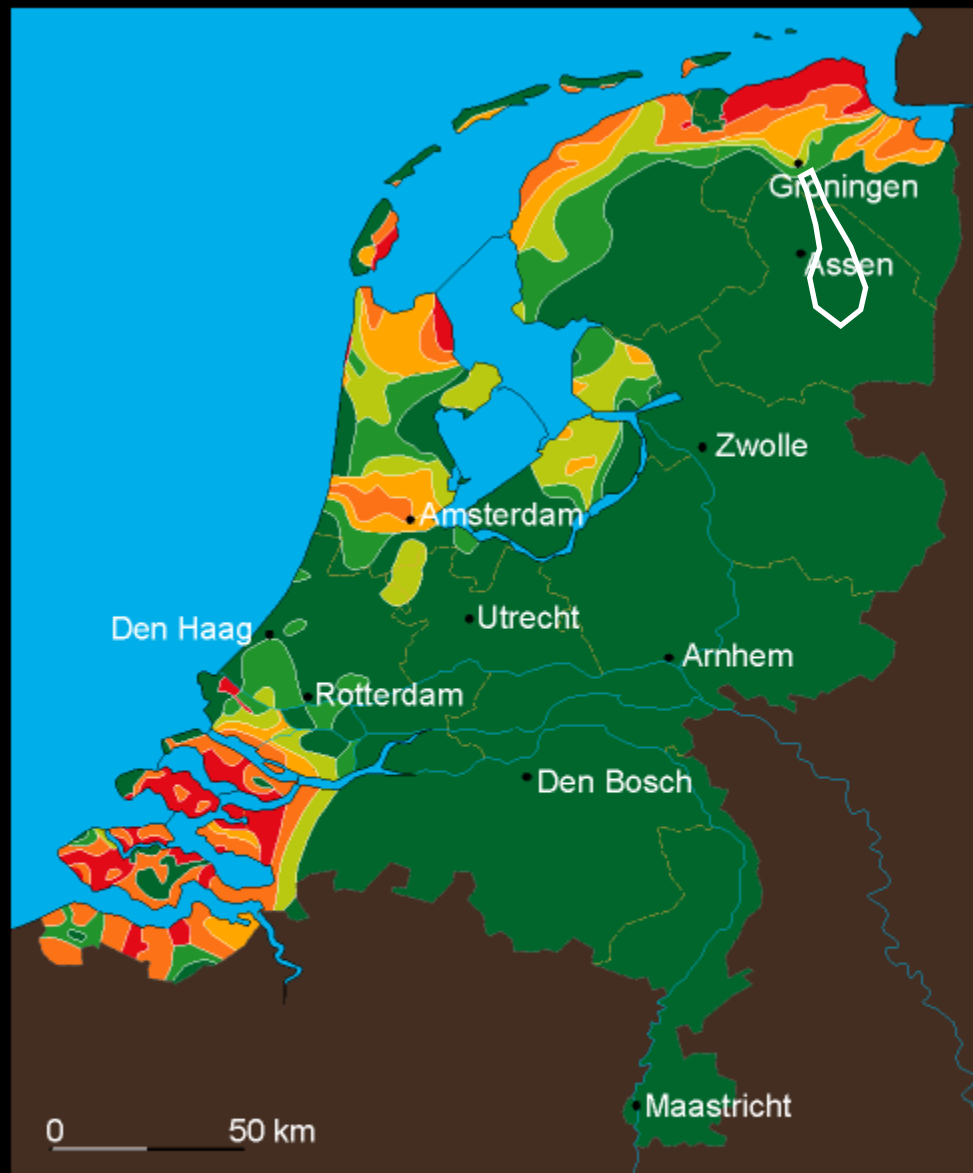 Groningen
Assen
Zwolle
Amsterdam
Utrecht
Den Haag
Arnhem
Rotterdam
Den Bosch
Maastricht
0 50 km